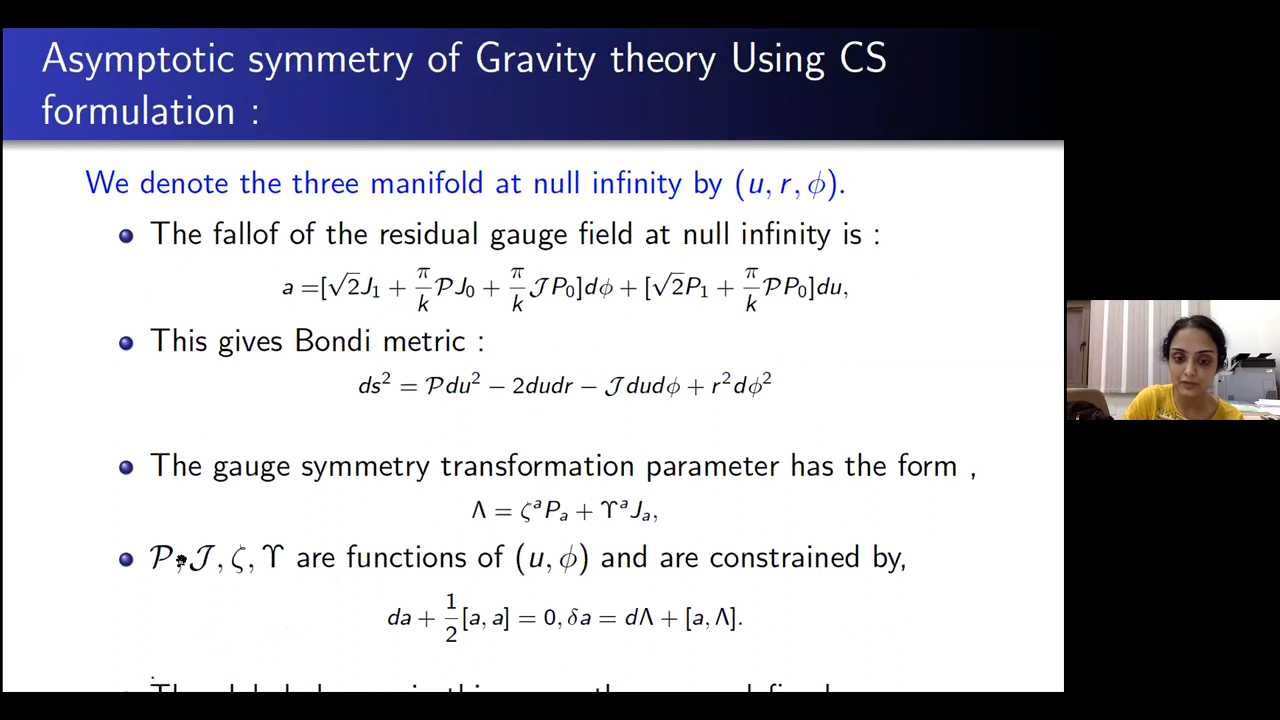 Asymptotic symmetry of Gravity theory Using CS
formulation :
We denote the three manifold at null infinity by (u, r, ϕ).
The fallof of the residual gauge field at null infinity is :
a =[√2J₁ + π/k 𝒫J₀ + π/k 𝒥P₀]dϕ + [√2P₁ + π/k 𝒫P₀]du,
This gives Bondi metric :
ds² = 𝒫du² − 2dudr − 𝒥dudϕ + r²dϕ²
The gauge symmetry transformation parameter has the form ,
Λ = ζᵃPₐ + ϒᵃJₐ,
𝒫, 𝒥, ζ, ϒ are functions of (u, ϕ) and are constrained by,
da + 1/2[a, a] = 0, δa = dΛ + [a, Λ].